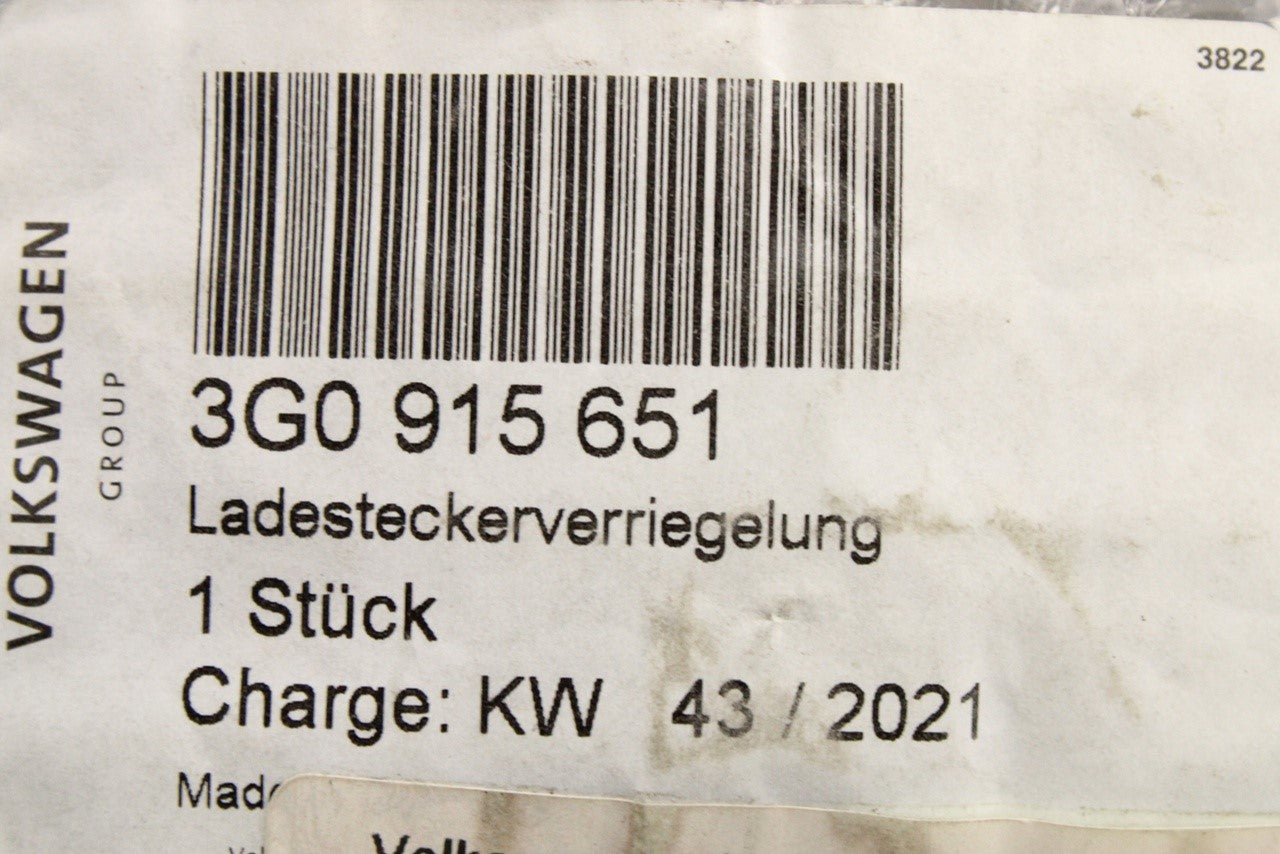 3822
VOLKSWAGEN
GROUP
3G0 915 651
Ladesteckerverriegelung
1 Stück
Charge: KW 43 / 2021